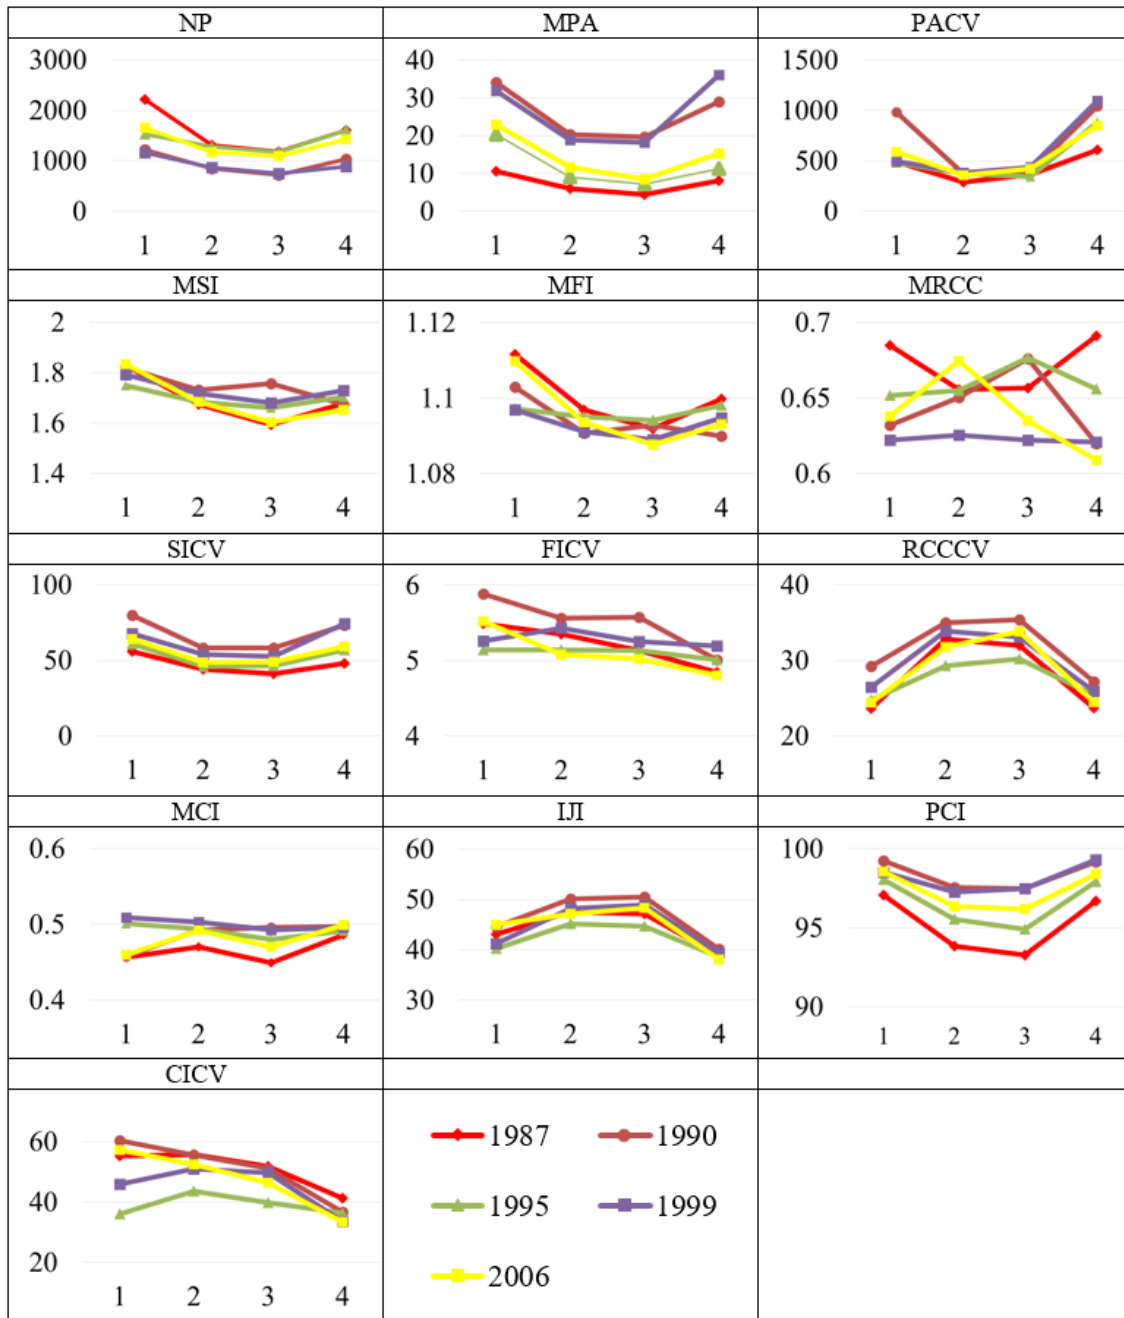 NP MPA PACV
3000 40 1500
2000 30 1000
1000 20 500
0 10 0
0
1 2 3 4 1 2 3 4 1 2 3 4
MSI MFI MRCC
2 1.12 0.7
1.8 1.1 0.65
1.6 1.08 0.6
1.4
1 2 3 4 1 2 3 4 1 2 3 4
SICV FICV RCCCV
100 6 40
50 5 30
0 4 20
1 2 3 4 1 2 3 4 1 2 3 4
MCI IJI PCI
0.6 60 100
0.5 50 95
0.4 40 90
30
1 2 3 4 1 2 3 4 1 2 3 4
CICV
60
40
20
1 2 3 4
1987 1990
1995 1999
2006